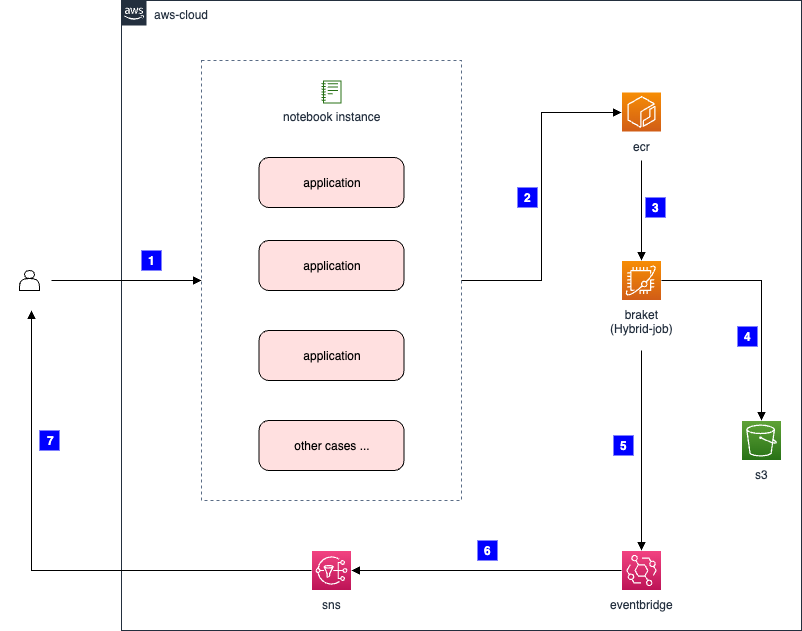 aws
aws-cloud
notebook instance
application
application
application
other cases ...
1
2
3
4
5
6
7
ecr
braket
(Hybrid-job)
s3
sns
eventbridge